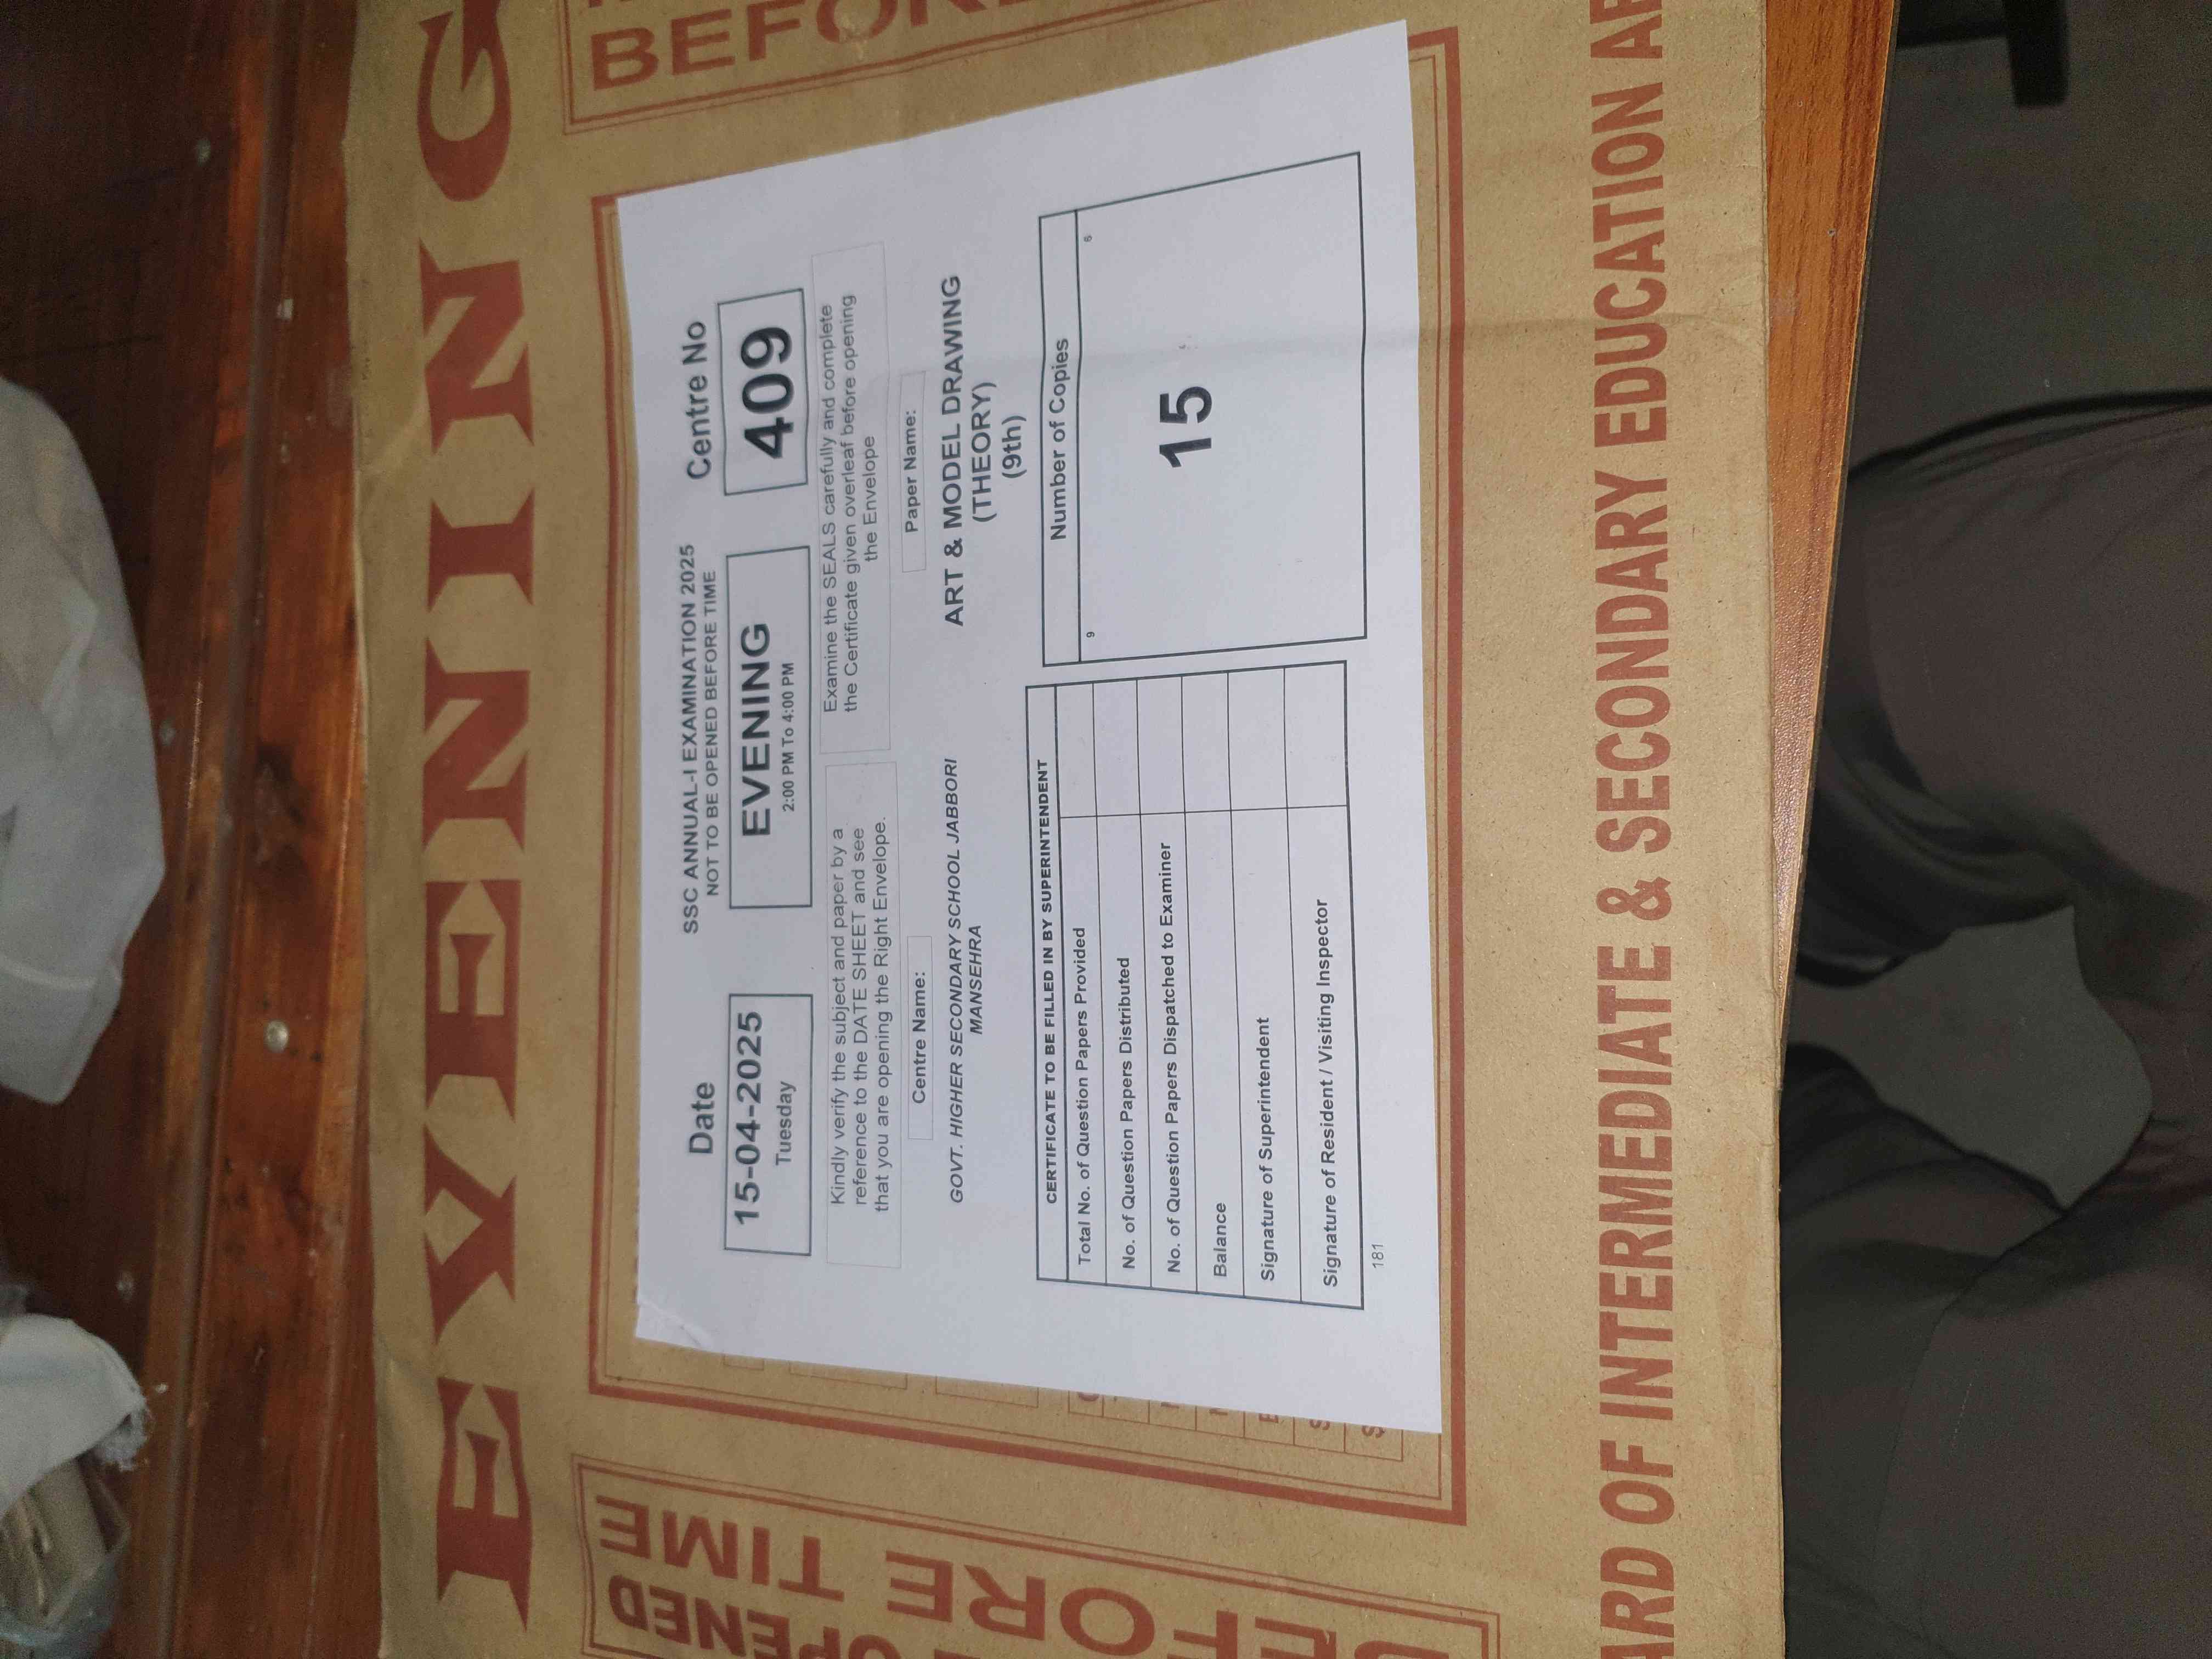 EVENING
BEFORE
SSC ANNUAL-I EXAMINATION 2025
NOT TO BE OPENED BEFORE TIME
Date
Centre No
15-04-2025
Tuesday
EVENING
2:00 PM To 4:00 PM
409
Kindly verify the subject and paper by a
reference to the DATE SHEET and see
that you are opening the Right Envelope.
Examine the SEALS carefully and complete
the Certificate given overleaf before opening
the Envelope
Centre Name:
GOVT. HIGHER SECONDARY SCHOOL JABBORI
MANSEHRA
Paper Name:
ART & MODEL DRAWING
(THEORY)
(9th)
CERTIFICATE TO BE FILLED IN BY SUPERINTENDENT
Total No. of Question Papers Provided
No. of Question Papers Distributed
No. of Question Papers Dispatched to Examiner
Balance
Signature of Superintendent
Signature of Resident / Visiting Inspector
Number of Copies
9 6
15
181
OPENED
BEFORE TIME
ARD OF INTERMEDIATE & SECONDARY EDUCATION AB